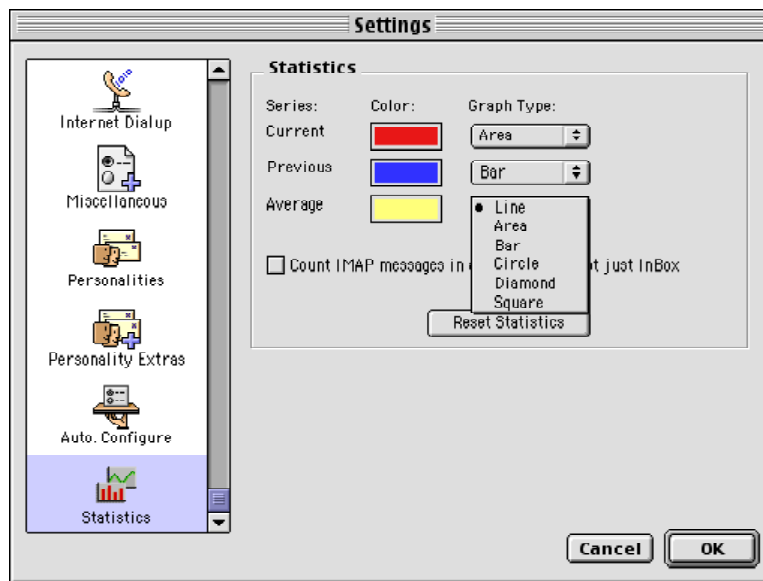 Settings
Internet Dialup
Miscellaneous
Personalities
Personality Extras
Auto. Configure
Statistics
Statistics
Series: Color: Graph Type:
Current Area
Previous Bar
Average
Line
Area
Bar
Circle
Diamond
Square
Count IMAP messages in just InBox
Reset Statistics
Cancel OK